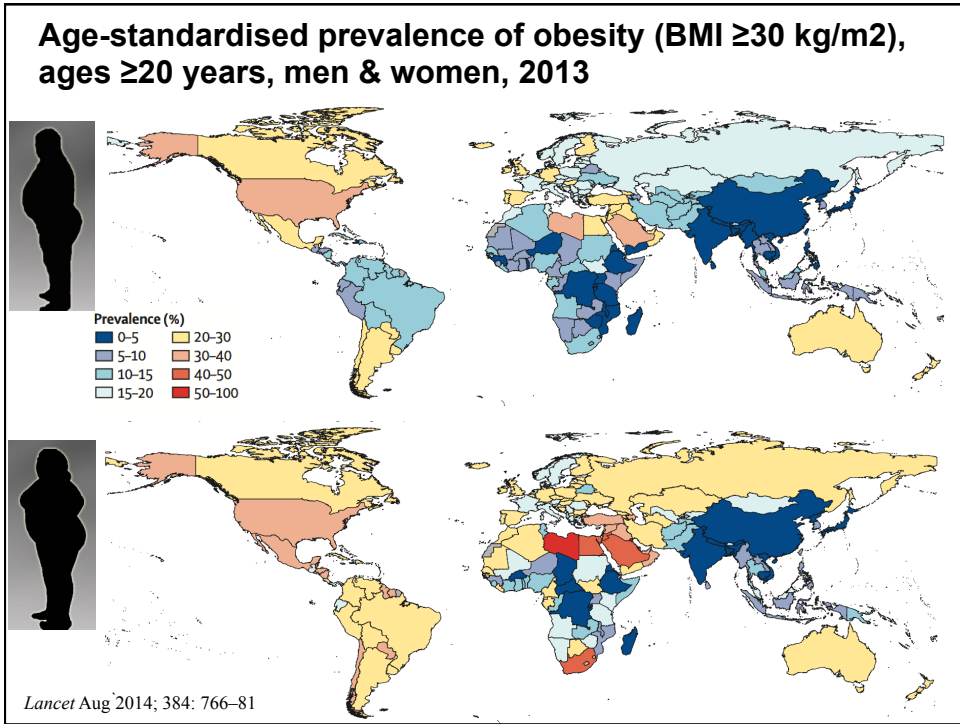 Age-standardised prevalence of obesity (BMI ≥30 kg/m2),
ages ≥20 years, men & women, 2013
Prevalence (%)
0–5
5–10
10–15
15–20
20–30
30–40
40–50
50–100
Lancet Aug 2014; 384: 766–81